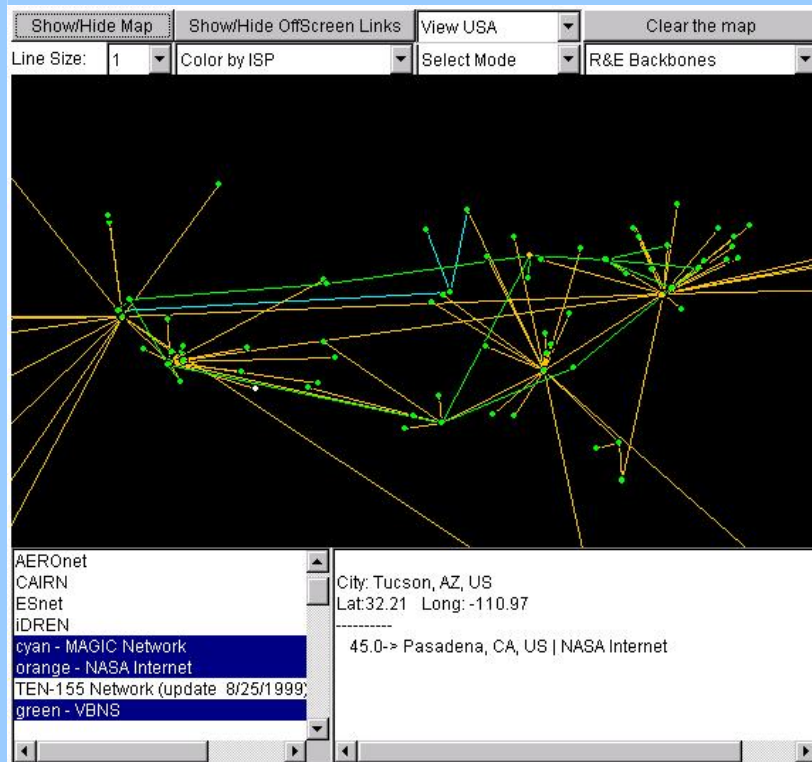 Show/Hide Map Show/Hide OffScreen Links View USA Clear the map
Line Size: 1 Color by ISP Select Mode R&E Backbones
AEROnet
CAIRN
ESnet
iDREN
cyan - MAGIC Network
orange - NASA Internet
TEN-155 Network (update 8/25/1999)
green - VBNS
City: Tucson, AZ, US
Lat:32.21 Long: -110.97
----------
45.0-> Pasadena, CA, US | NASA Internet